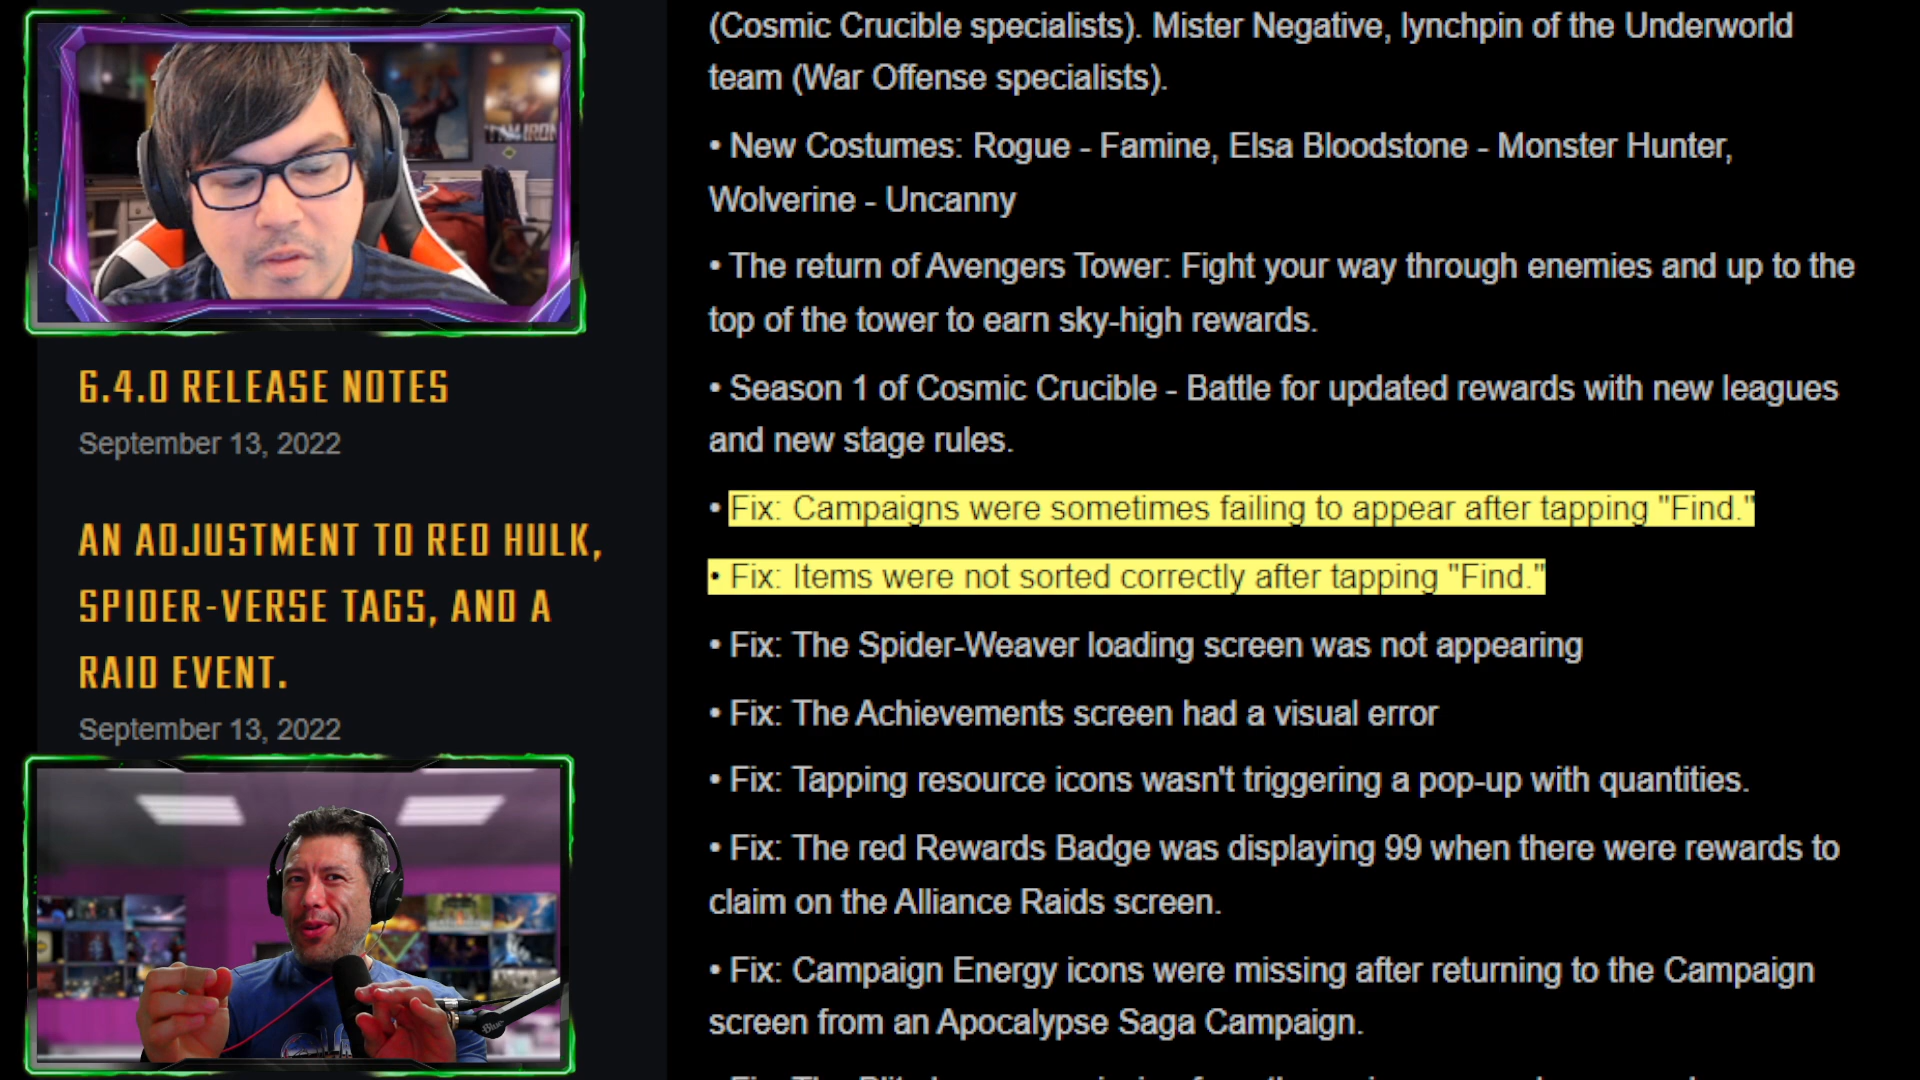 TEAM IRON
6.4.0 RELEASE NOTES
September 13, 2022
AN ADJUSTMENT TO RED HULK,
SPIDER-VERSE TAGS, AND A
RAID EVENT.
September 13, 2022
Blue
(Cosmic Crucible specialists). Mister Negative, lynchpin of the Underworld
team (War Offense specialists).
• New Costumes: Rogue - Famine, Elsa Bloodstone - Monster Hunter,
Wolverine - Uncanny
• The return of Avengers Tower: Fight your way through enemies and up to the
top of the tower to earn sky-high rewards.
• Season 1 of Cosmic Crucible - Battle for updated rewards with new leagues
and new stage rules.
• Fix: Campaigns were sometimes failing to appear after tapping "Find."
• Fix: Items were not sorted correctly after tapping "Find."
• Fix: The Spider-Weaver loading screen was not appearing
• Fix: The Achievements screen had a visual error
• Fix: Tapping resource icons wasn't triggering a pop-up with quantities.
• Fix: The red Rewards Badge was displaying 99 when there were rewards to
claim on the Alliance Raids screen.
• Fix: Campaign Energy icons were missing after returning to the Campaign
screen from an Apocalypse Saga Campaign.